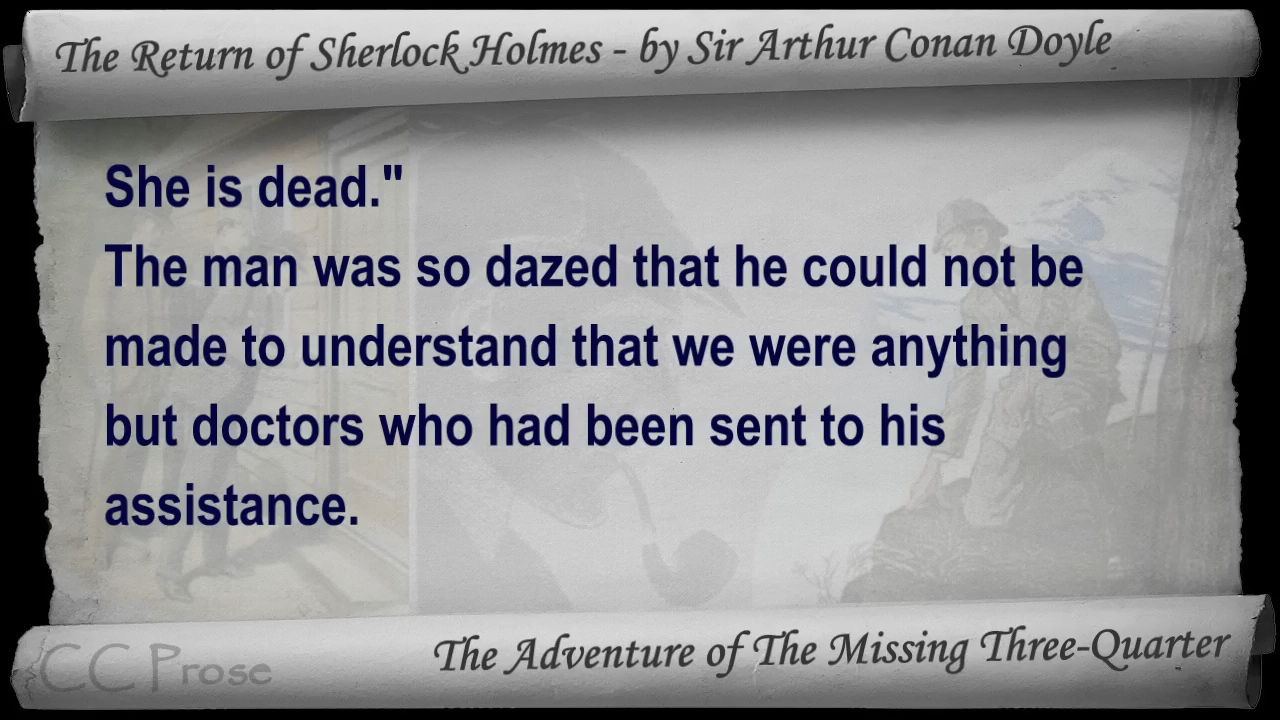 The Return of Sherlock Holmes - by Sir Arthur Conan Doyle
She is dead."
The man was so dazed that he could not be
made to understand that we were anything
but doctors who had been sent to his
assistance.
CC Prose
The Adventure of The Missing Three-Quarter